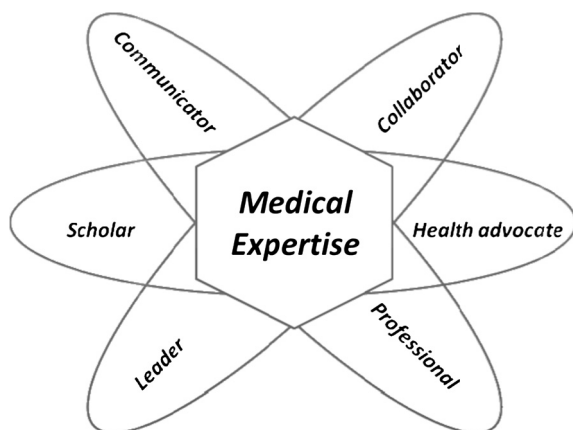 Communicator
Collaborator
Medical
Expertise
Scholar
Health advocate
Leader
Professional